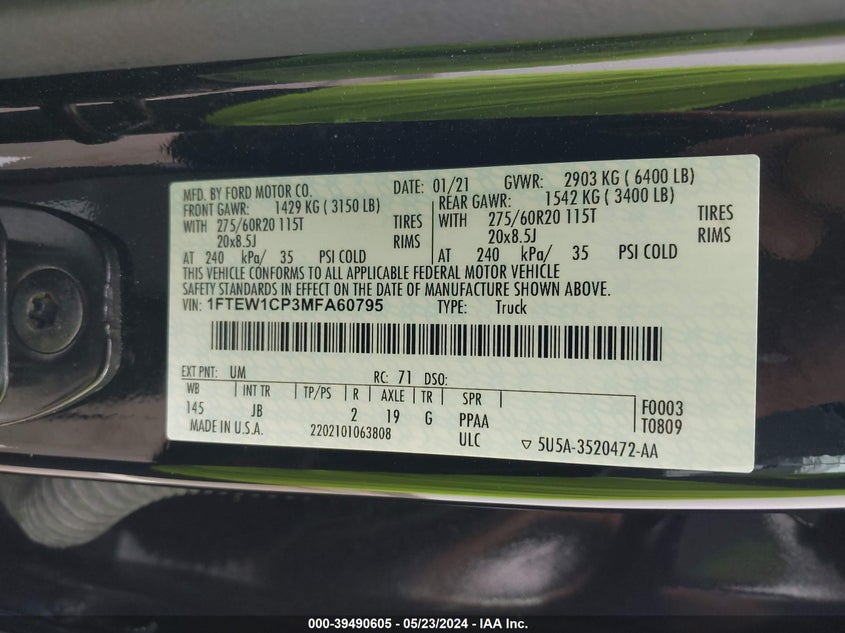 MFD. BY FORD MOTOR CO. DATE: 01/21 GVWR: 2903 KG ( 6400 LB)
FRONT GAWR: 1429 KG ( 3150 LB) REAR GAWR: 1542 KG ( 3400 LB)
WITH 275/60R20 115T TIRES WITH 275/60R20 115T TIRES
20x8.5J RIMS 20x8.5J RIMS
AT 240 kPa/ 35 PSI COLD AT 240 kPa/ 35 PSI COLD
THIS VEHICLE CONFORMS TO ALL APPLICABLE FEDERAL MOTOR VEHICLE
SAFETY STANDARDS IN EFFECT ON THE DATE OF MANUFACTURE SHOWN ABOVE.
VIN: 1FTEW1CP3MFA60795 TYPE: Truck
EXT PNT: UM RC: 71 DSO:
WB INT TR TP/PS R AXLE TR SPR
145 JB 2 19 G PPAA F0003
ULC T0809
MADE IN U.S.A. 2202101063808 ▽ 5U5A-3520472-AA
000-39490605 - 05/23/2024 - IAA Inc.